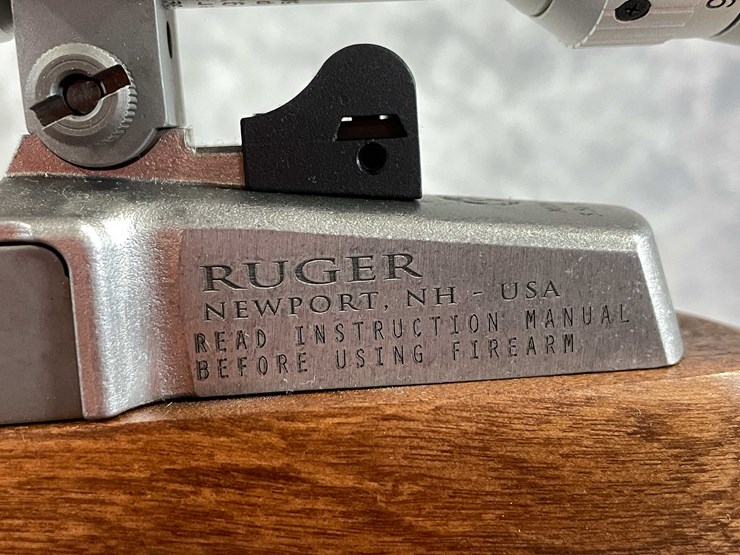 RUGER
NEWPORT, NH - USA
READ INSTRUCTION MANUAL
BEFORE USING FIREARM